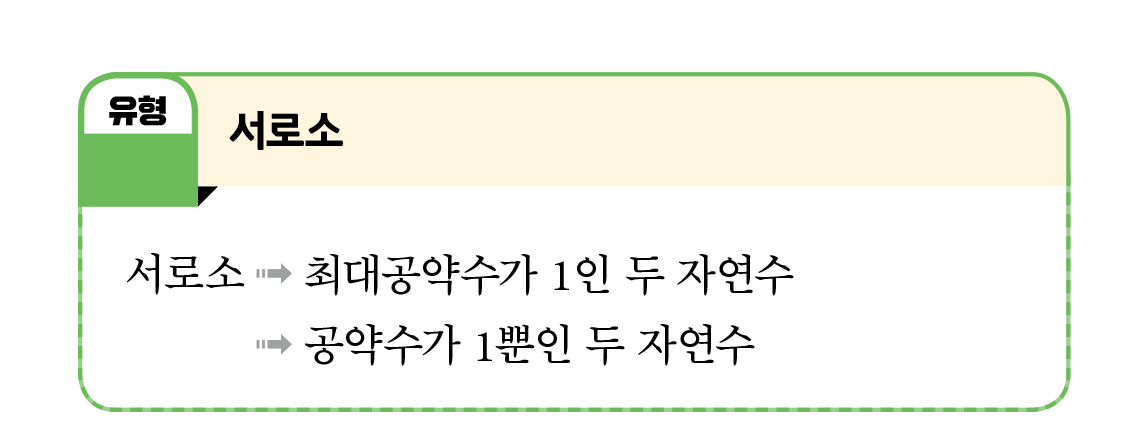 유형
서로소
서로소 ➡ 최대공약수가 1인 두 자연수
➡ 공약수가 1뿐인 두 자연수